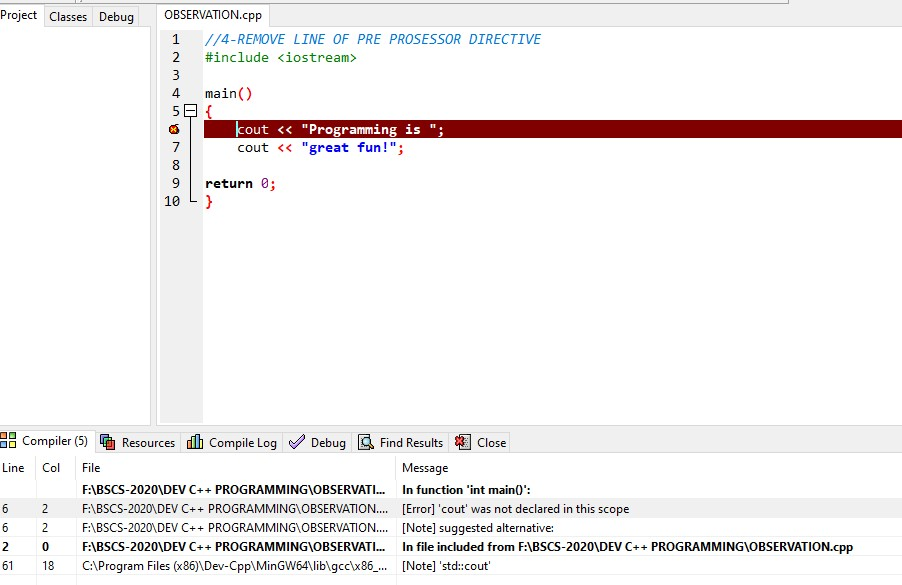 Project Classes Debug OBSERVATION.cpp
1 //4-REMOVE LINE OF PRE PROSESSOR DIRECTIVE
2 #include <iostream>
3
4 main()
5 {
cout << "Programming is ";
7 cout << "great fun!";
8
9 return 0;
10 }
Compiler (5) Resources Compile Log Debug Find Results Close
Line Col File Message
F:\BSCS-2020\DEV C++ PROGRAMMING\OBSERVATI... In function 'int main()':
6 2 F:\BSCS-2020\DEV C++ PROGRAMMING\OBSERVATION.... [Error] 'cout' was not declared in this scope
6 2 F:\BSCS-2020\DEV C++ PROGRAMMING\OBSERVATION.... [Note] suggested alternative:
2 0 F:\BSCS-2020\DEV C++ PROGRAMMING\OBSERVATI... In file included from F:\BSCS-2020\DEV C++ PROGRAMMING\OBSERVATION.cpp
61 18 C:\Program Files (x86)\Dev-Cpp\MinGW64\lib\gcc\x86_... [Note] 'std::cout'